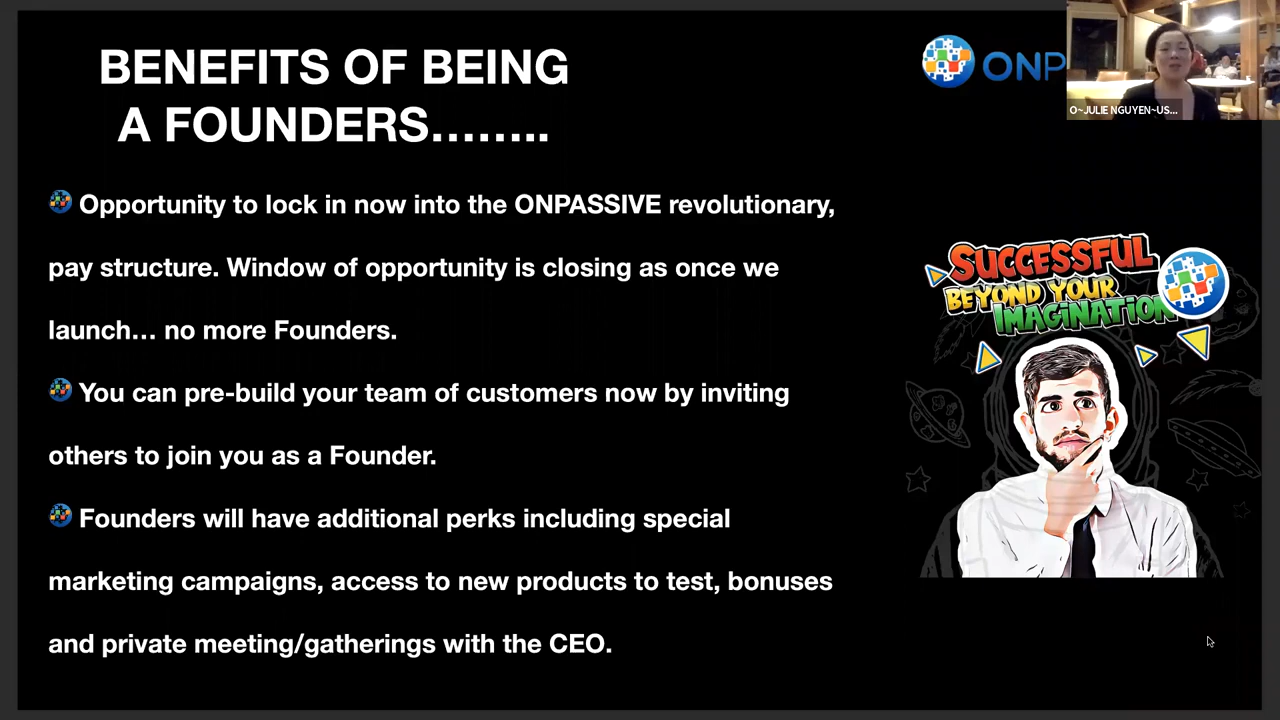 BENEFITS OF BEING
A FOUNDERS........
ONP
O~JULIE NGUYEN~US...
Opportunity to lock in now into the ONPASSIVE revolutionary,
pay structure. Window of opportunity is closing as once we
launch... no more Founders.
You can pre-build your team of customers now by inviting
others to join you as a Founder.
Founders will have additional perks including special
marketing campaigns, access to new products to test, bonuses
and private meeting/gatherings with the CEO.
SUCCESSFUL
BEYOND YOUR
IMAGINATION